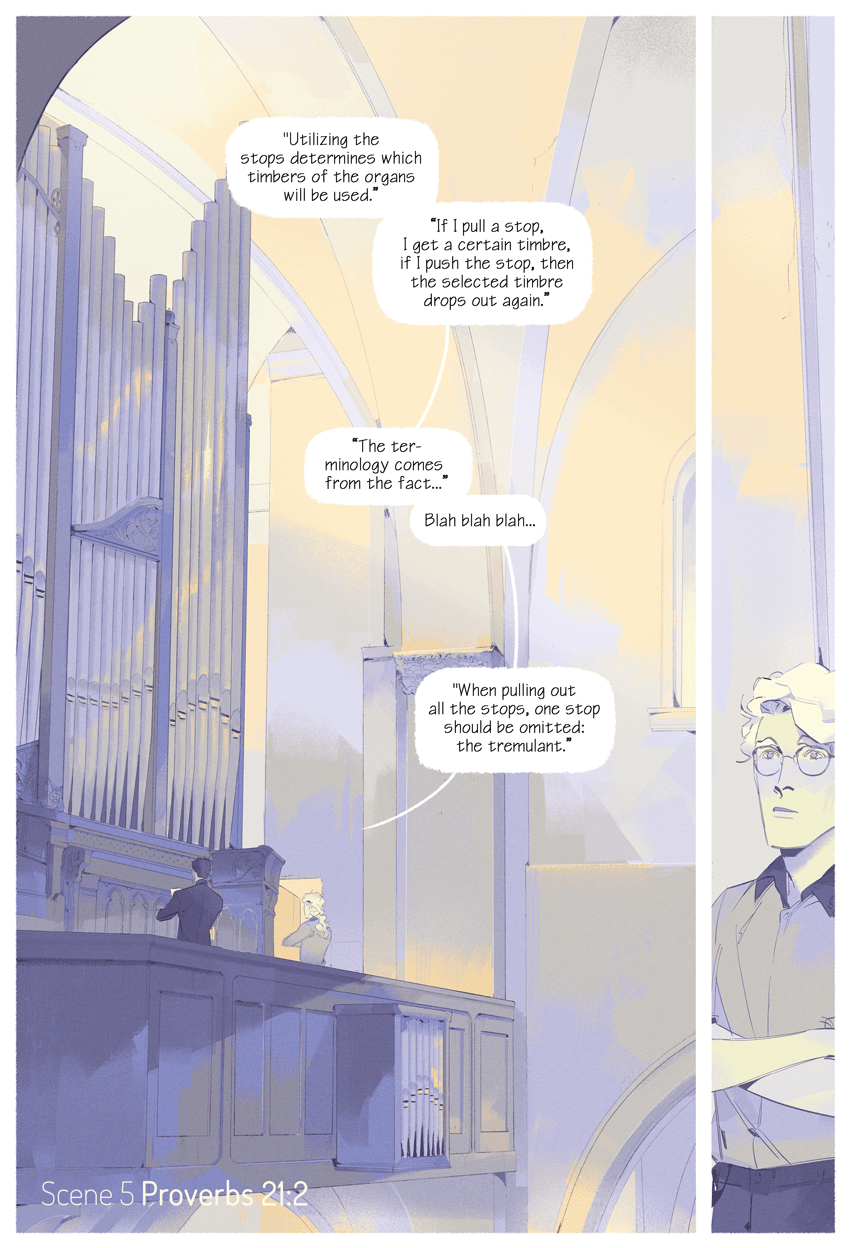 "Utilizing the
stops determines which
timbers of the organs
will be used."
"If I pull a stop,
I get a certain timbre,
if I push the stop, then
the selected timbre
drops out again."
"The ter-
minology comes
from the fact..."
Blah blah blah...
"When pulling out
all the stops, one stop
should be omitted:
the tremulant."
Scene 5 Proverbs 21:2